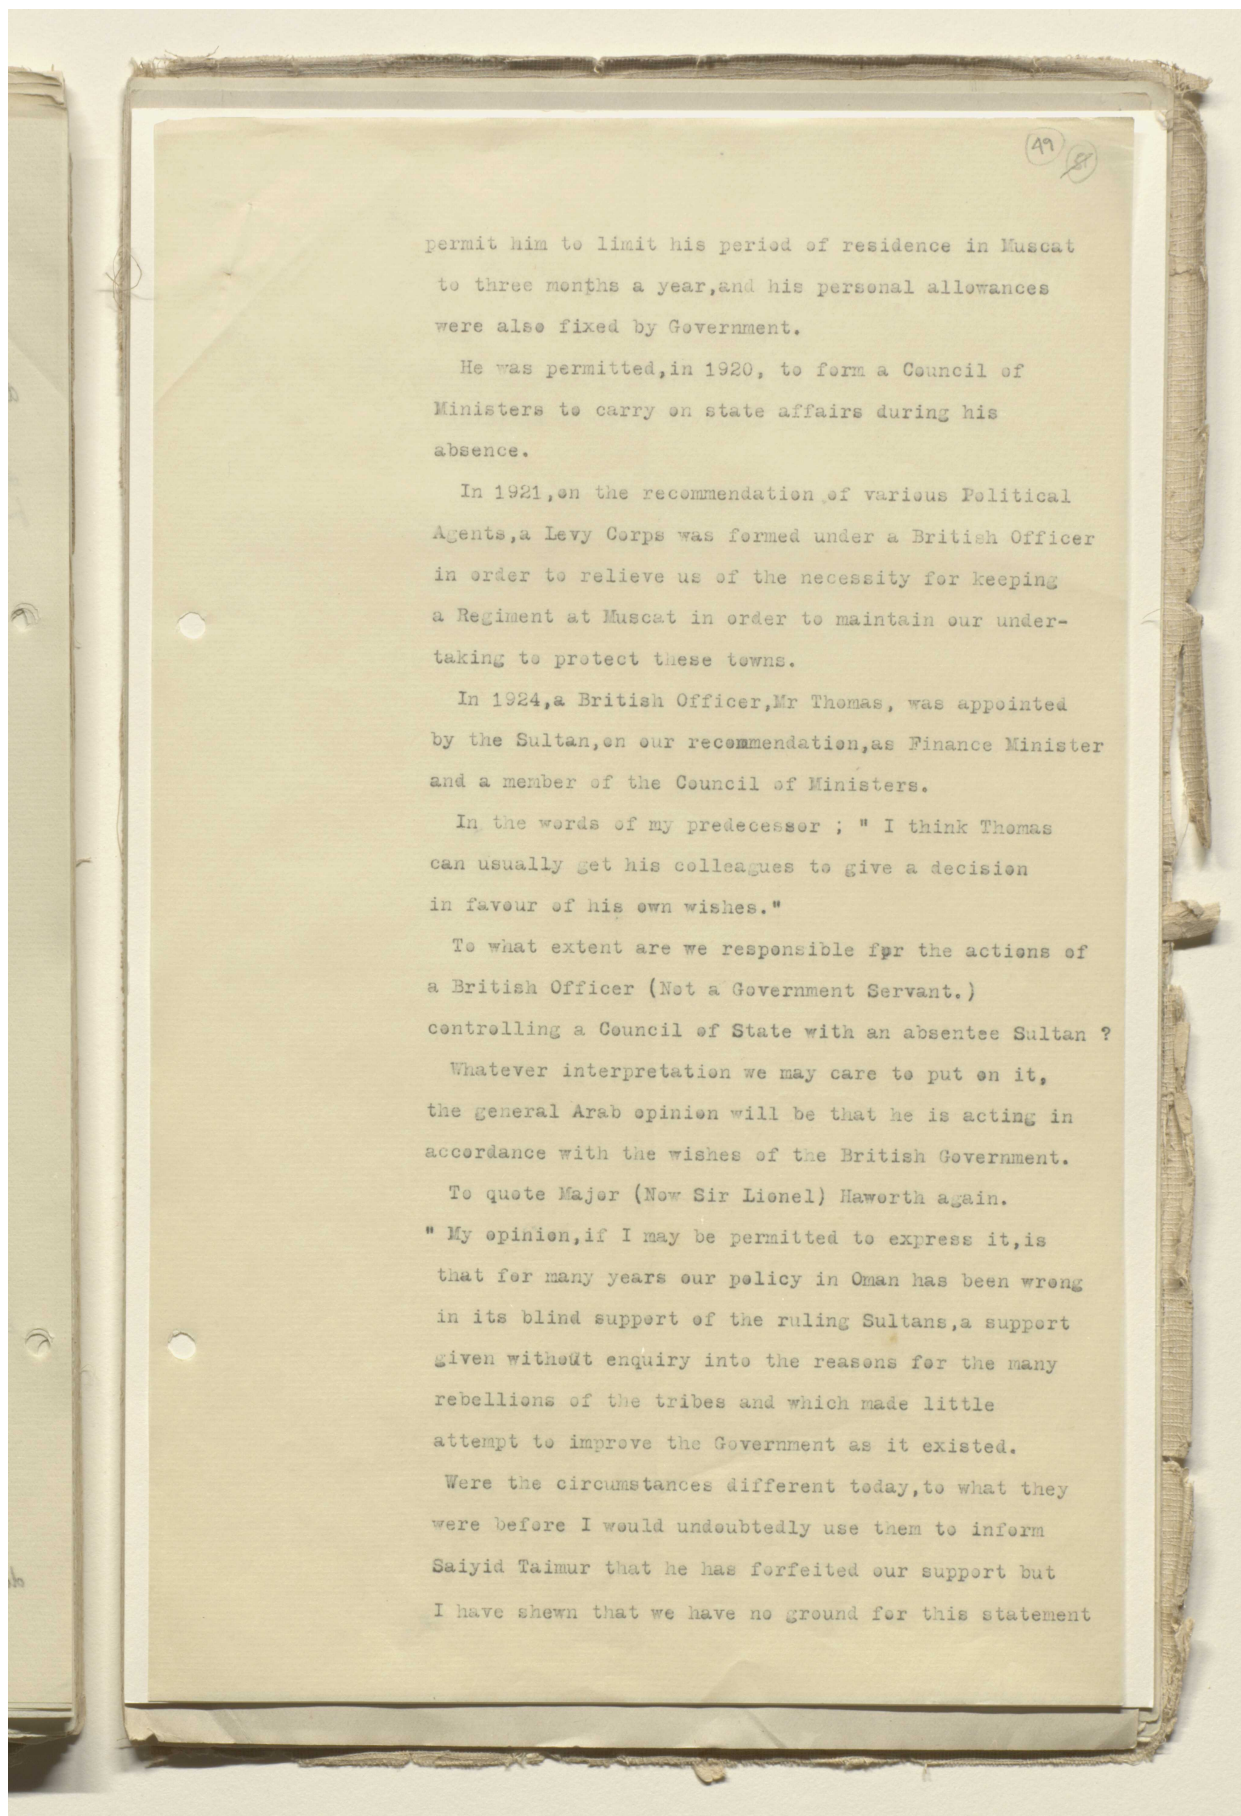 49
permit him to limit his period of residence in Muscat
to three months a year,and his personal allowances
were also fixed by Government.
He was permitted,in 1920, to form a Council of
Ministers to carry on state affairs during his
absence.
In 1921,on the recommendation of various Political
Agents,a Levy Corps was formed under a British Officer
in order to relieve us of the necessity for keeping
a Regiment at Muscat in order to maintain our under-
taking to protect these towns.
In 1924,a British Officer,Mr Thomas, was appointed
by the Sultan,on our recommendation,as Finance Minister
and a member of the Council of Ministers.
In the words of my predecessor ; " I think Thomas
can usually get his colleagues to give a decision
in favour of his own wishes."
To what extent are we responsible for the actions of
a British Officer (Not a Government Servant.)
controlling a Council of State with an absentee Sultan ?
Whatever interpretation we may care to put on it,
the general Arab opinion will be that he is acting in
accordance with the wishes of the British Government.
To quote Major (Now Sir Lionel) Haworth again.
" My opinion,if I may be permitted to express it,is
that for many years our policy in Oman has been wrong
in its blind support of the ruling Sultans,a support
given without enquiry into the reasons for the many
rebellions of the tribes and which made little
attempt to improve the Government as it existed.
Were the circumstances different today,to what they
were before I would undoubtedly use them to inform
Saiyid Taimur that he has forfeited our support but
I have shewn that we have no ground for this statement